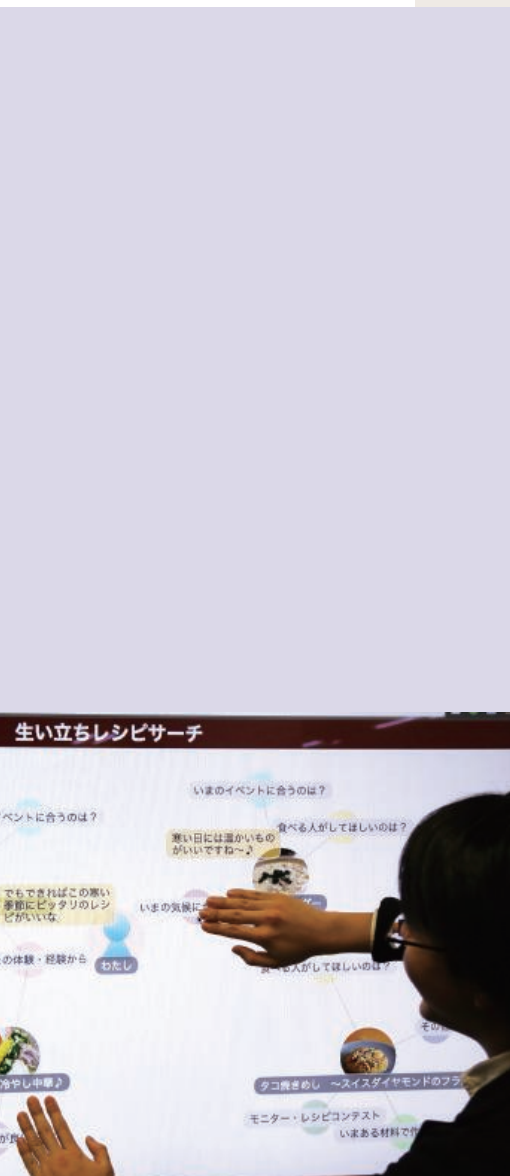 生い立ちレシピサーチ
いまのイベントに合うのは？
ベントに合うのは？
食べる人がしてほしいのは？
寒い日には温かいもの
がいいですね～♪
でもできればこの寒い
季節にピッタリのレシ
ピがいいな
いまの気候に
の体験・経験から
わたし
食べる人がしてほしいのは？
その
冷やし中華♪
タコ焼きめし　～スイスダイヤモンドのフラ
モニター・レシピコンテスト
いまある材料で作
が良